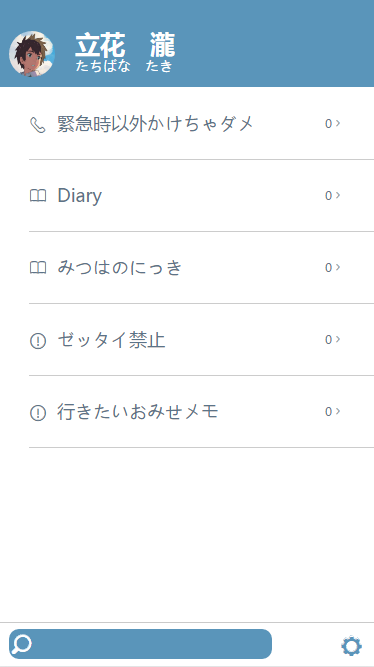 立花　瀧
たちばな　たき
緊急時以外かけちゃダメ 0
Diary 0
みつはのにっき 0
ゼッタイ禁止 0
行きたいおみせメモ 0